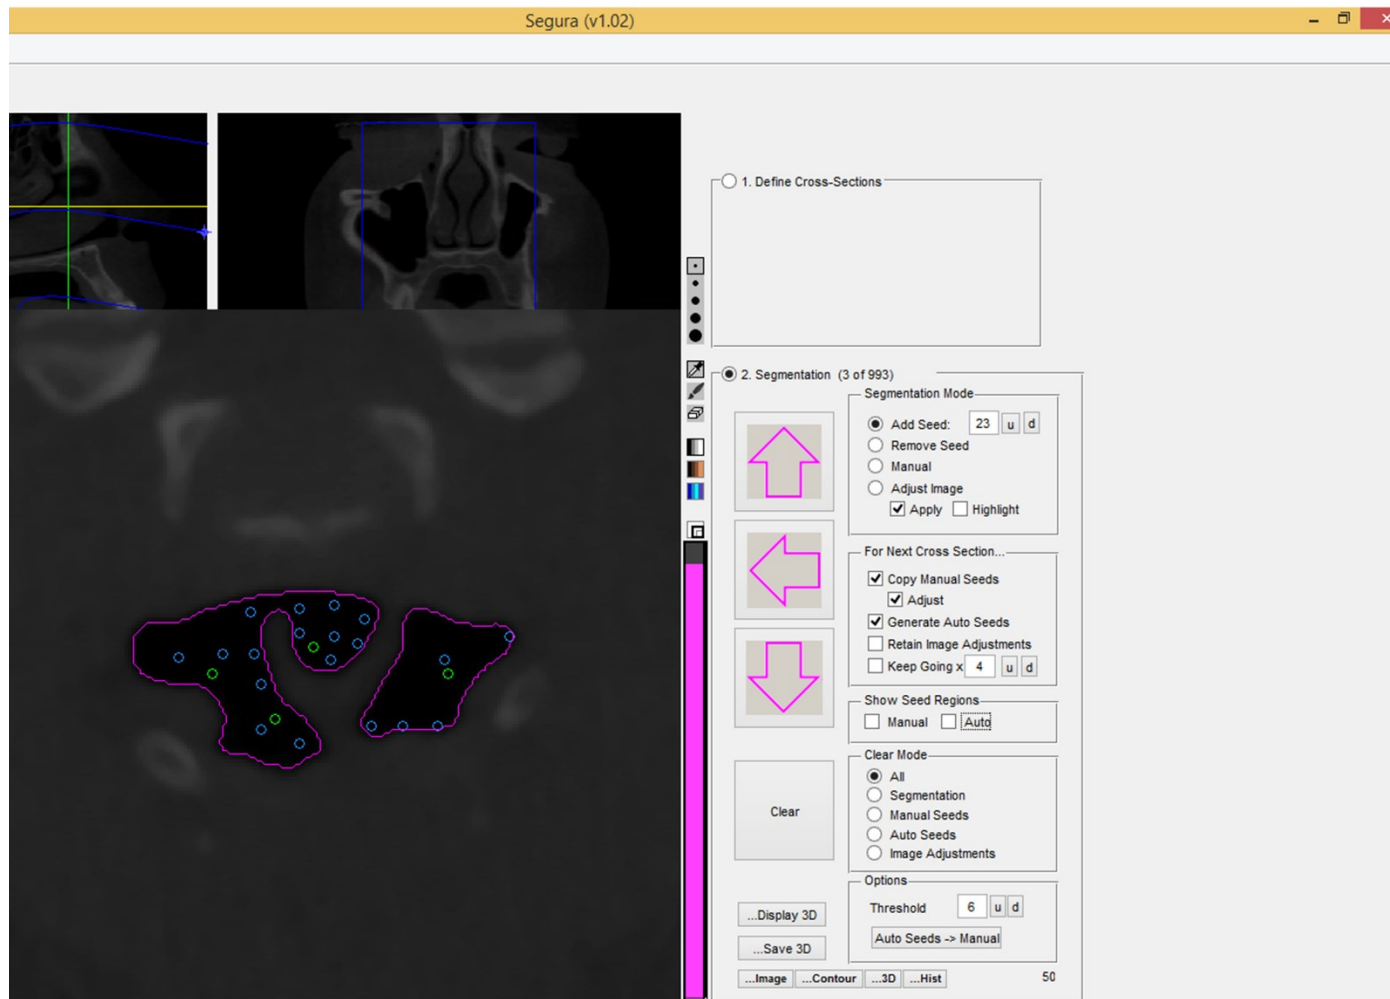 Segura (v1.02)
1. Define Cross-Sections
2. Segmentation (3 of 993)
Segmentation Mode
Add Seed: 23 u d
Remove Seed
Manual
Adjust Image
Apply Highlight
For Next Cross Section...
Copy Manual Seeds
Adjust
Generate Auto Seeds
Retain Image Adjustments
Keep Going x 4 u d
Show Seed Regions
Manual Auto
Clear Mode
All
Segmentation
Manual Seeds
Auto Seeds
Image Adjustments
Clear
Options
Threshold 6 u d
Auto Seeds -> Manual
...Display 3D
...Save 3D
...Image ...Contour ...3D ...Hist 50